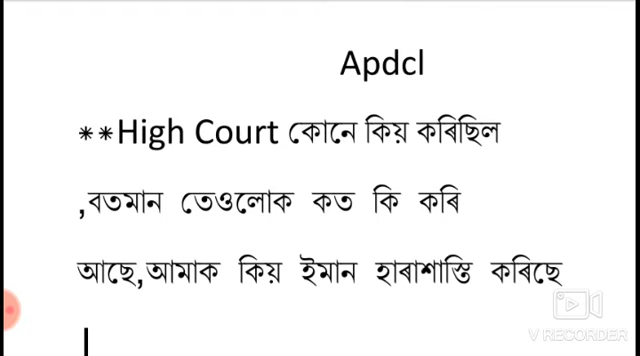 Apdcl
**High Court কোনে কিয় কৰিছিল
,বতমান তেওলোক কত কি কৰি
আছে,আমাক কিয় ইমান হাৰাশাস্তি কৰিছে
V RECORDER